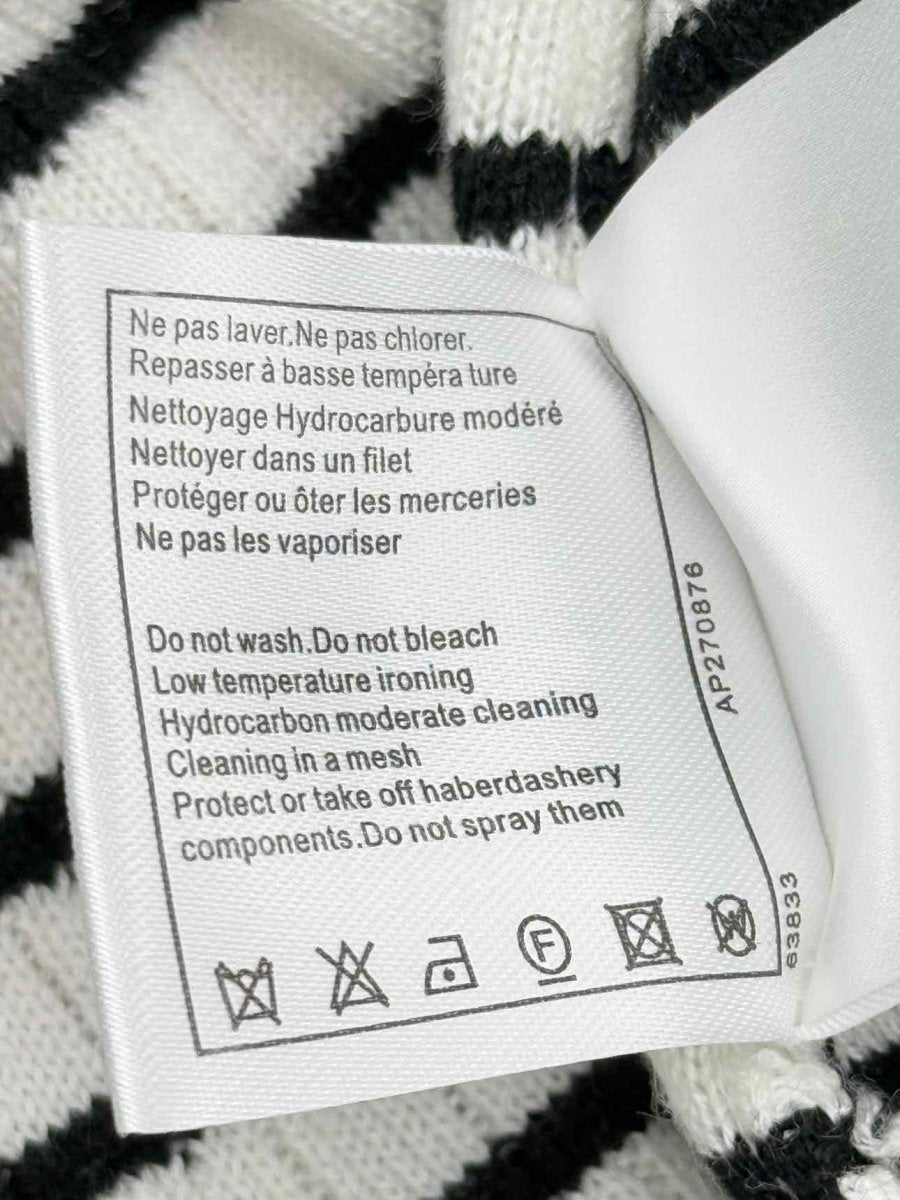 Ne pas laver.Ne pas chlorer.
Repasser à basse tempéra ture
Nettoyage Hydrocarbure modéré
Nettoyer dans un filet
Protéger ou ôter les merceries
Ne pas les vaporiser
Do not wash.Do not bleach
Low temperature ironing
Hydrocarbon moderate cleaning
Cleaning in a mesh
Protect or take off haberdashery
components.Do not spray them
F
W
AP270876
63833